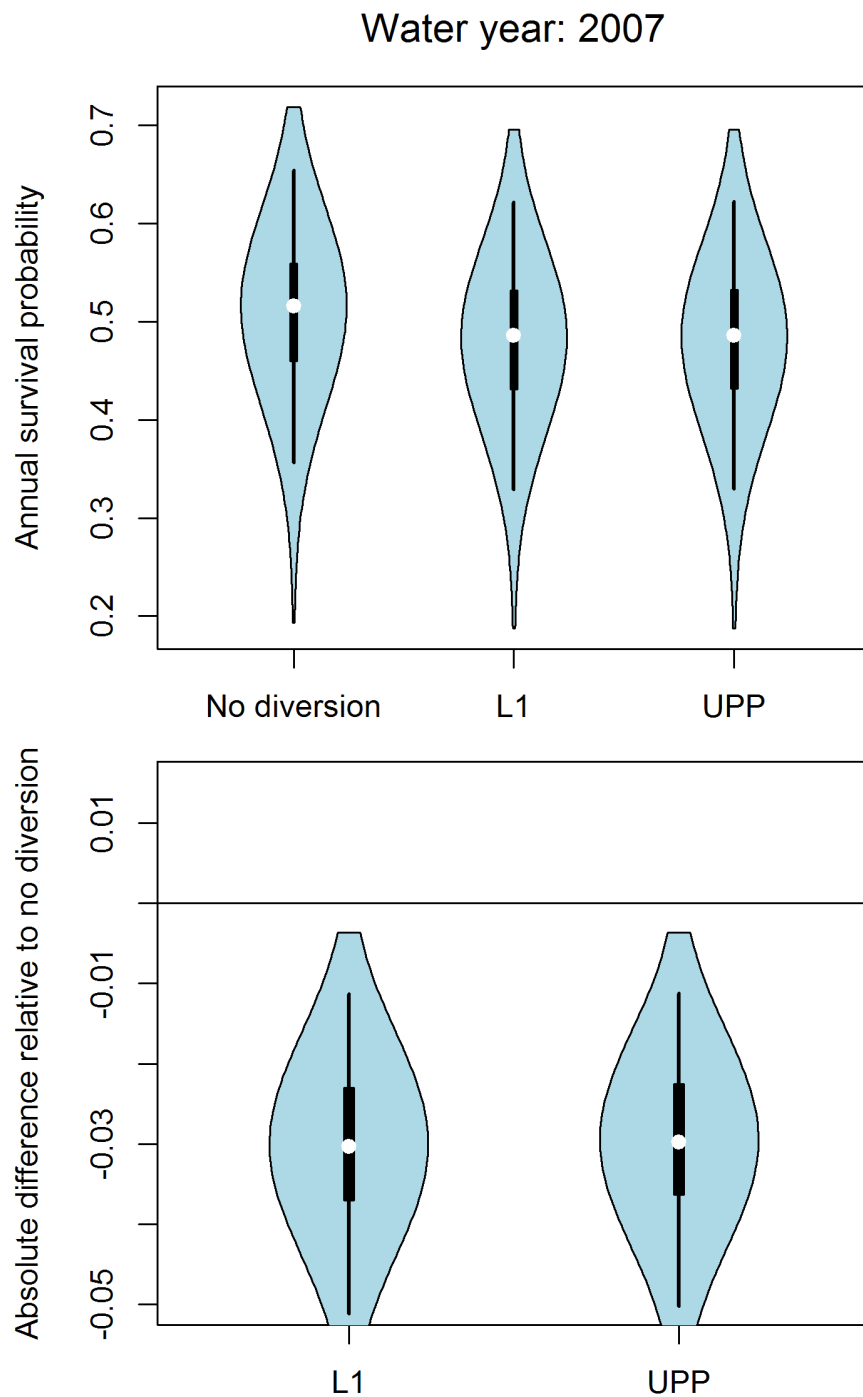 Water year: 2007
Annual survival probability
0.7
0.6
0.5
0.4
0.3
0.2
No diversion L1 UPP
Absolute difference relative to no diversion
0.01
-0.01
-0.03
-0.05
L1 UPP